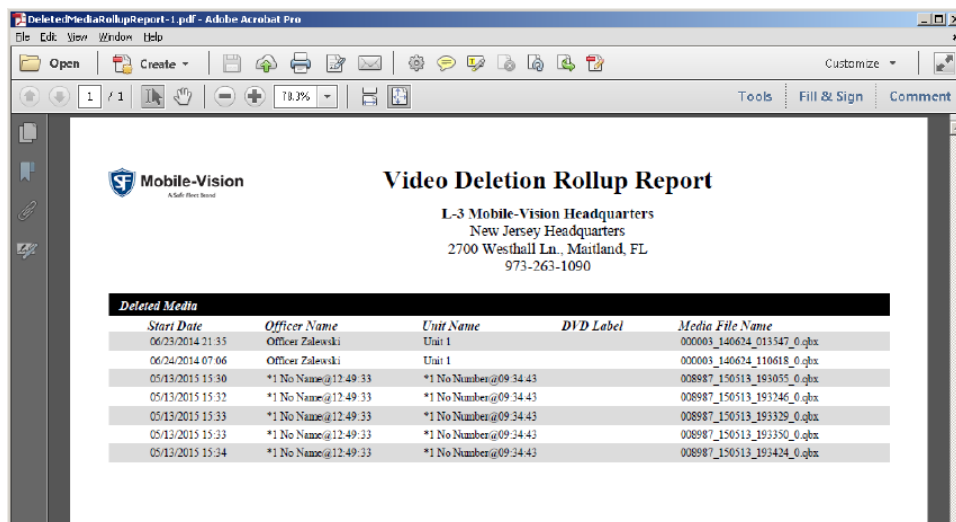 DeletedMediaRollupReport-1.pdf - Adobe Acrobat Pro
File Edit View Window Help
Open Create Customize
1 / 1 78.3% Tools Fill & Sign Comment
SF Mobile-Vision
A Safe Fleet Brand
Video Deletion Rollup Report
L-3 Mobile-Vision Headquarters
New Jersey Headquarters
2700 Westhall Ln., Maitland, FL
973-263-1090
Deleted Media
Start Date Officer Name Unit Name DVD Label Media File Name
06/23/2014 21:35 Officer Zalewski Unit 1 000003_140624_013547_0.qbx
06/24/2014 07:06 Officer Zalewski Unit 1 000003_140624_110618_0.qbx
05/13/2015 15:30 *1 No Name@12:49:33 *1 No Number@09:34:43 008987_150513_193055_0.qbx
05/13/2015 15:32 *1 No Name@12:49:33 *1 No Number@09:34:43 008987_150513_193246_0.qbx
05/13/2015 15:33 *1 No Name@12:49:33 *1 No Number@09:34:43 008987_150513_193329_0.qbx
05/13/2015 15:33 *1 No Name@12:49:33 *1 No Number@09:34:43 008987_150513_193350_0.qbx
05/13/2015 15:34 *1 No Name@12:49:33 *1 No Number@09:34:43 008987_150513_193424_0.qbx